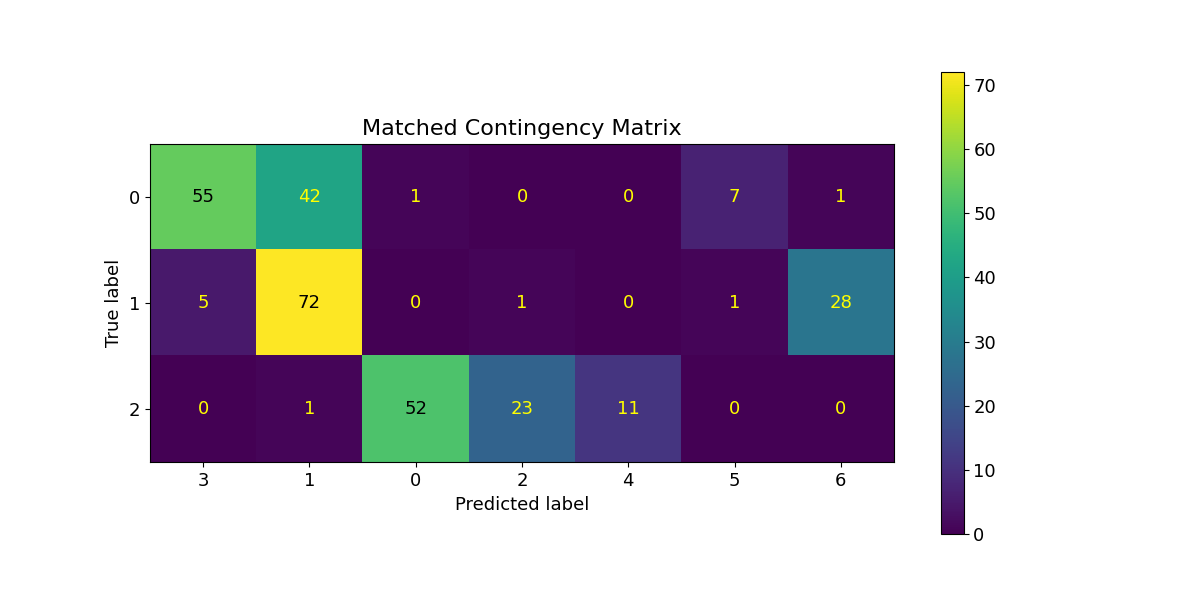 Matched Contingency Matrix
70
60
50
40
30
20
10
0
True label
0 55 42 1 0 0 7 1
1 5 72 0 1 0 1 28
2 0 1 52 23 11 0 0
3 1 0 2 4 5 6
Predicted label